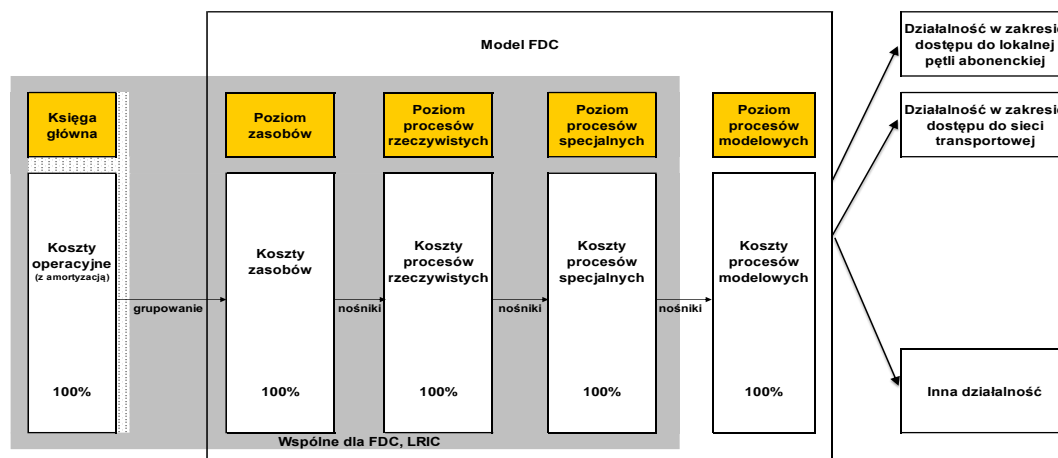 Model FDC
Działalność w zakresie
dostępu do lokalnej
pętli abonenckiej
Księga
główna
Poziom
zasobów
Poziom
procesów
rzeczywistych
Poziom
procesów
specjalnych
Poziom
procesów
modelowych
Działalność w zakresie
dostępu do sieci
transportowej
Koszty
operacyjne
(z amortyzacją)
Koszty
zasobów
Koszty
procesów
rzeczywistych
Koszty
procesów
specjalnych
Koszty
procesów
modelowych
grupowanie
nośniki
nośniki
nośniki
100%
100%
100%
100%
100%
Inna działalność
Wspólne dla FDC, LRIC